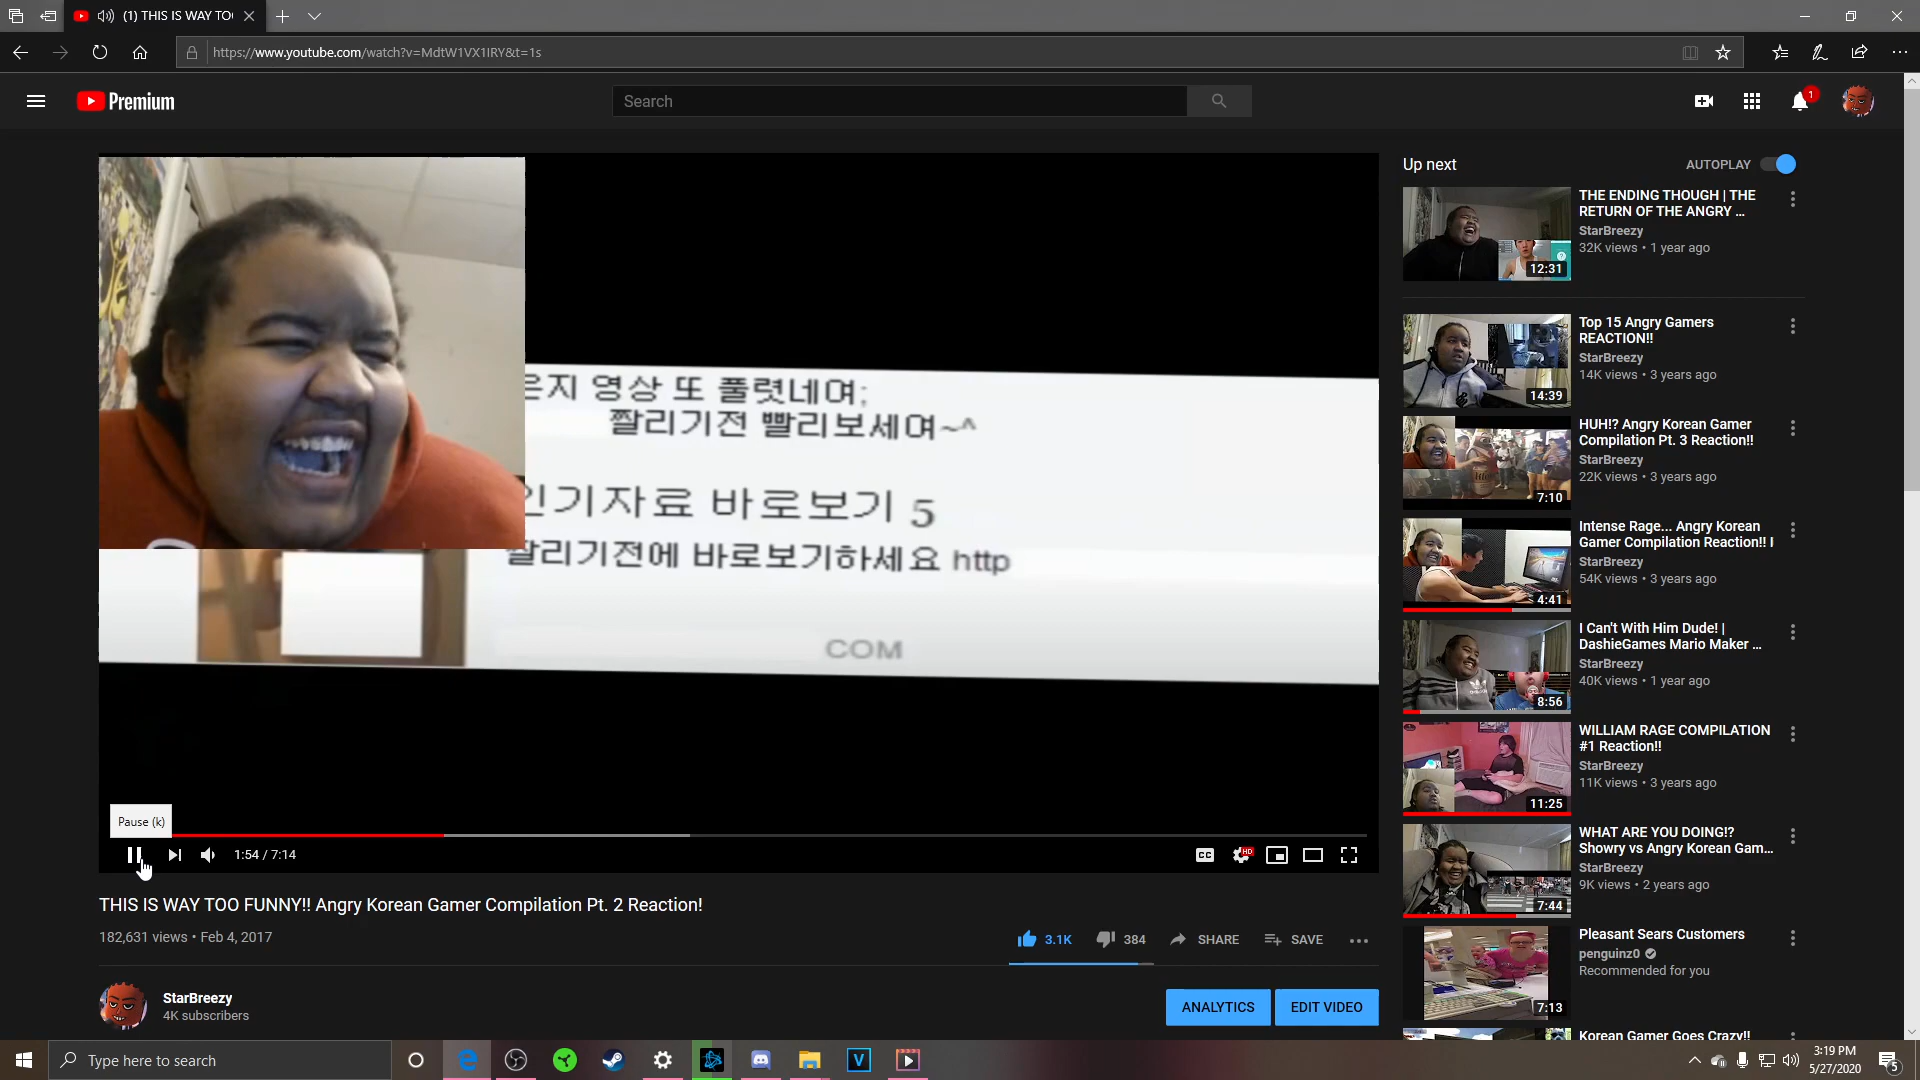 (1) THIS IS WAY TO
https://www.youtube.com/watch?v=MdtW1VX1IRY&t=1s
Premium
Search
1
은지 영상 또 풀렷네여;
짤리기전 빨리보세여~^
인기자료 바로보기 5
짤리기전에 바로보기하세요 http
COM
Pause (k)
1:54 / 7:14
CC
HD
THIS IS WAY TOO FUNNY!! Angry Korean Gamer Compilation Pt. 2 Reaction!
182,631 views • Feb 4, 2017
3.1K
384
SHARE
SAVE
StarBreezy
4K subscribers
ANALYTICS
EDIT VIDEO
Up next
AUTOPLAY
THE ENDING THOUGH | THE
RETURN OF THE ANGRY ...
StarBreezy
32K views • 1 year ago
12:31
Top 15 Angry Gamers
REACTION!!
StarBreezy
14K views • 3 years ago
14:39
HUH!? Angry Korean Gamer
Compilation Pt. 3 Reaction!!
StarBreezy
22K views • 3 years ago
7:10
Intense Rage... Angry Korean
Gamer Compilation Reaction!! I
StarBreezy
54K views • 3 years ago
4:41
I Can't With Him Dude! |
DashieGames Mario Maker ...
StarBreezy
40K views • 1 year ago
8:56
WILLIAM RAGE COMPILATION
#1 Reaction!!
StarBreezy
11K views • 3 years ago
11:25
WHAT ARE YOU DOING!?
Showry vs Angry Korean Gam...
StarBreezy
9K views • 2 years ago
7:44
Pleasant Sears Customers
penguinz0
Recommended for you
7:13
Korean Gamer Goes Crazy!!
Type here to search
V
3:19 PM
5/27/2020
5